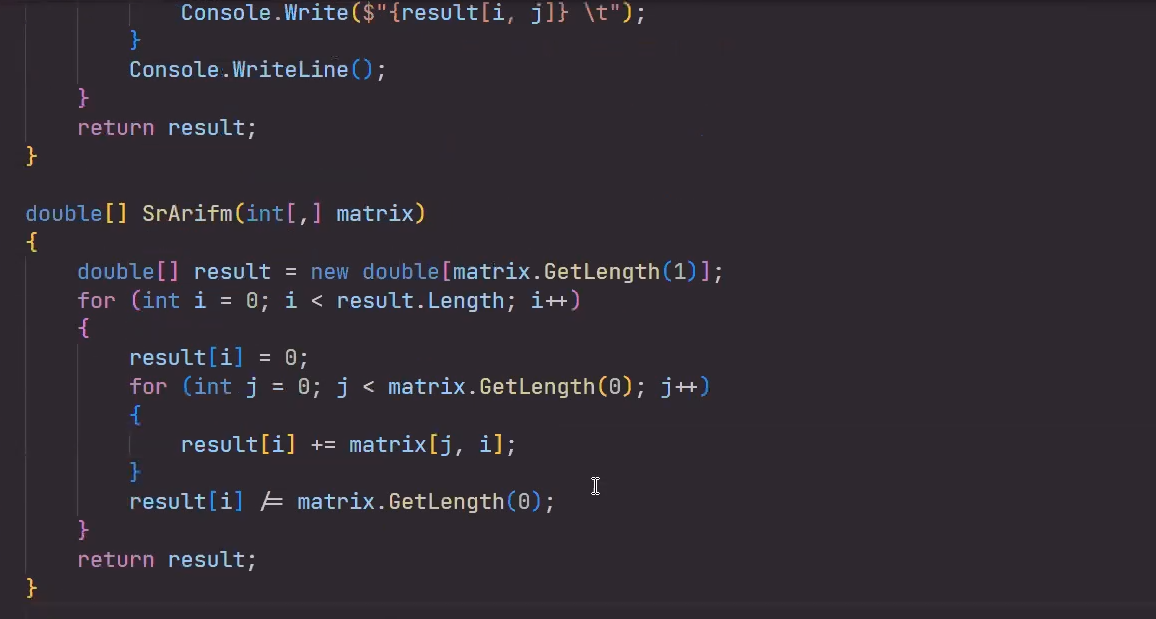 Console.Write($"{result[i, j]} \t");
}
Console.WriteLine();
}
return result;
}
double[] SrArifm(int[,] matrix)
{
double[] result = new double[matrix.GetLength(1)];
for (int i = 0; i < result.Length; i++)
{
result[i] = 0;
for (int j = 0; j < matrix.GetLength(0); j++)
{
result[i] += matrix[j, i];
}
result[i] /= matrix.GetLength(0);
}
return result;
}